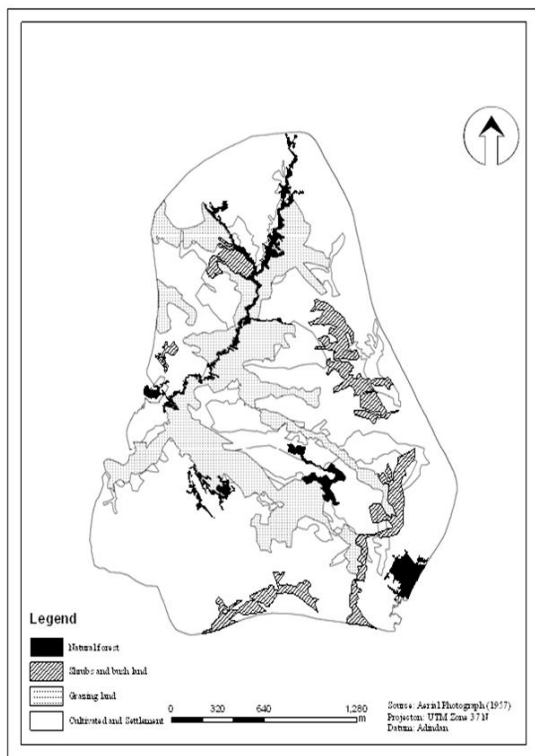 Legend
Natural forest
Shrubs and bush land
Grazing land
Cultivated and Settlement
0 320 640 1,280
m
Source: Aerial Photograph (1957)
Projecton: UTM Zone 37 N
Datum: Adindan